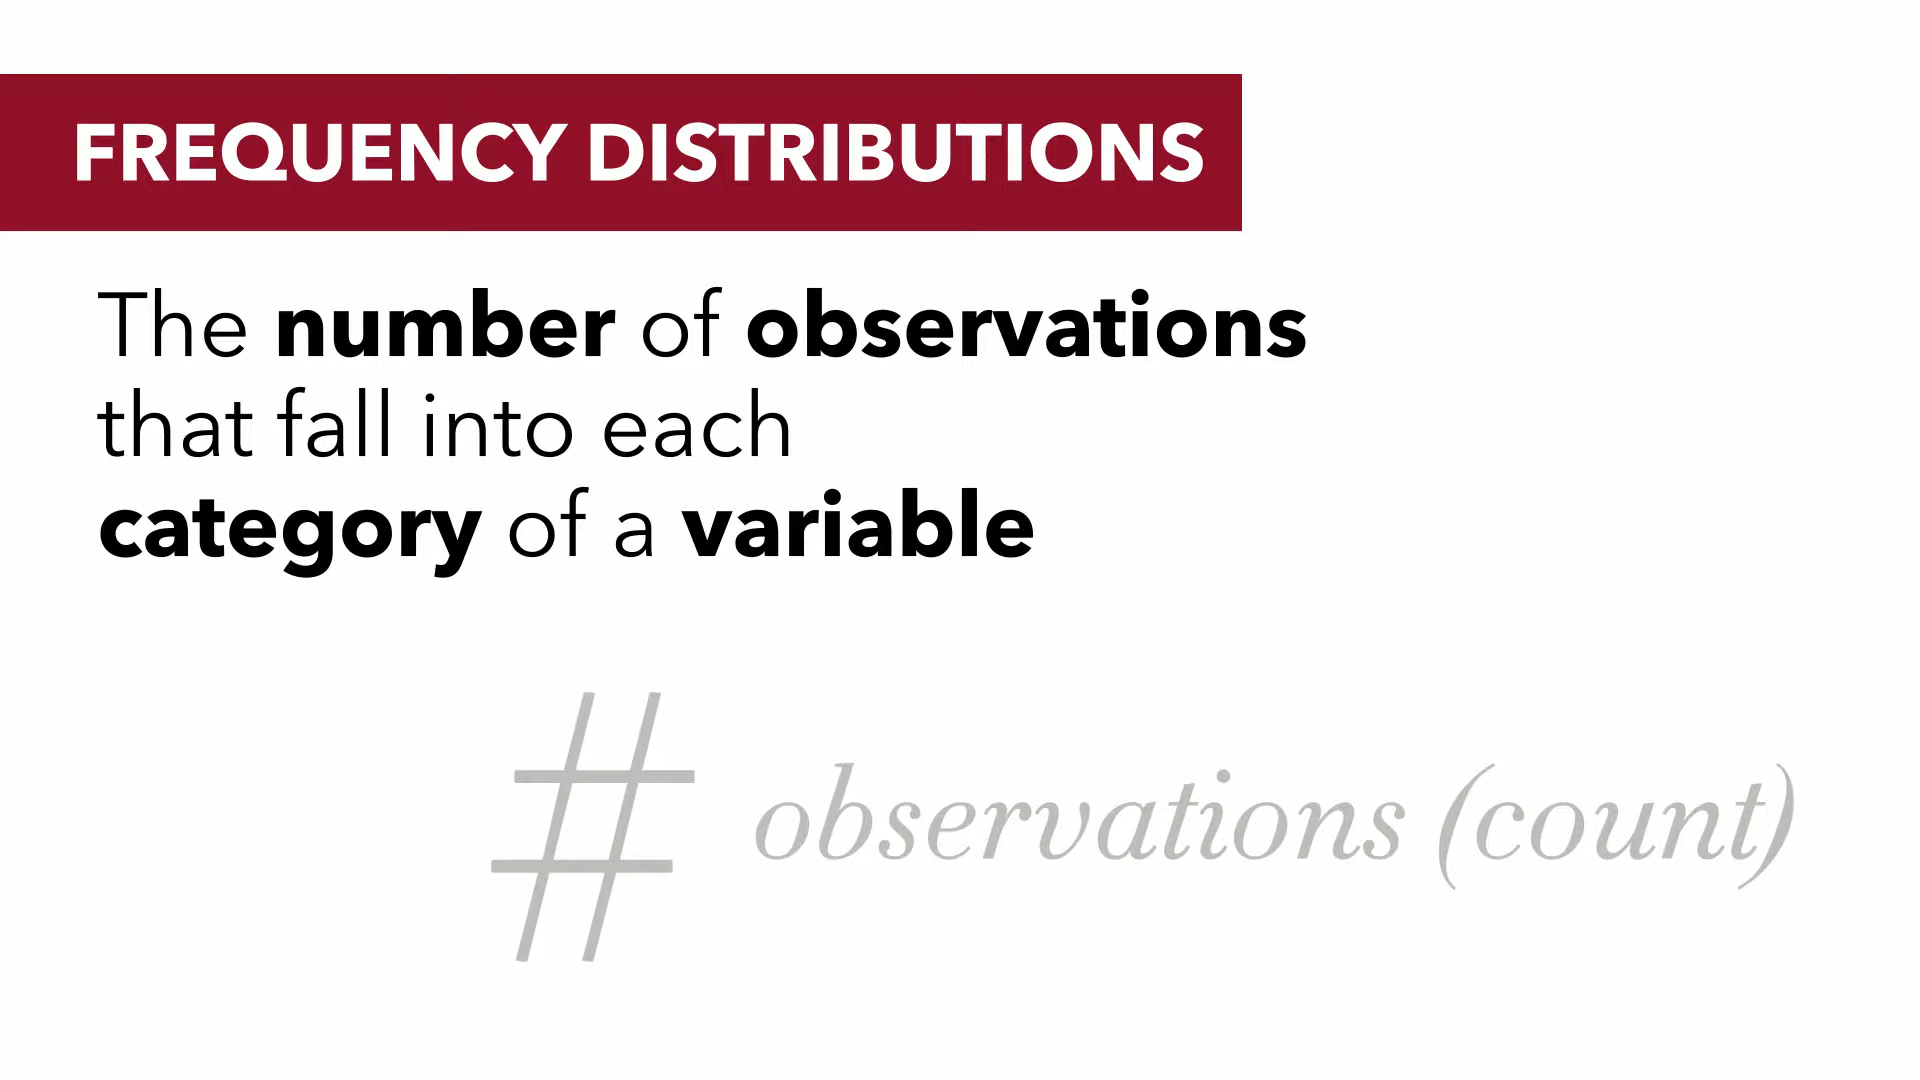 FREQUENCY DISTRIBUTIONS
The number of observations
that fall into each
category of a variable
# observations (count)